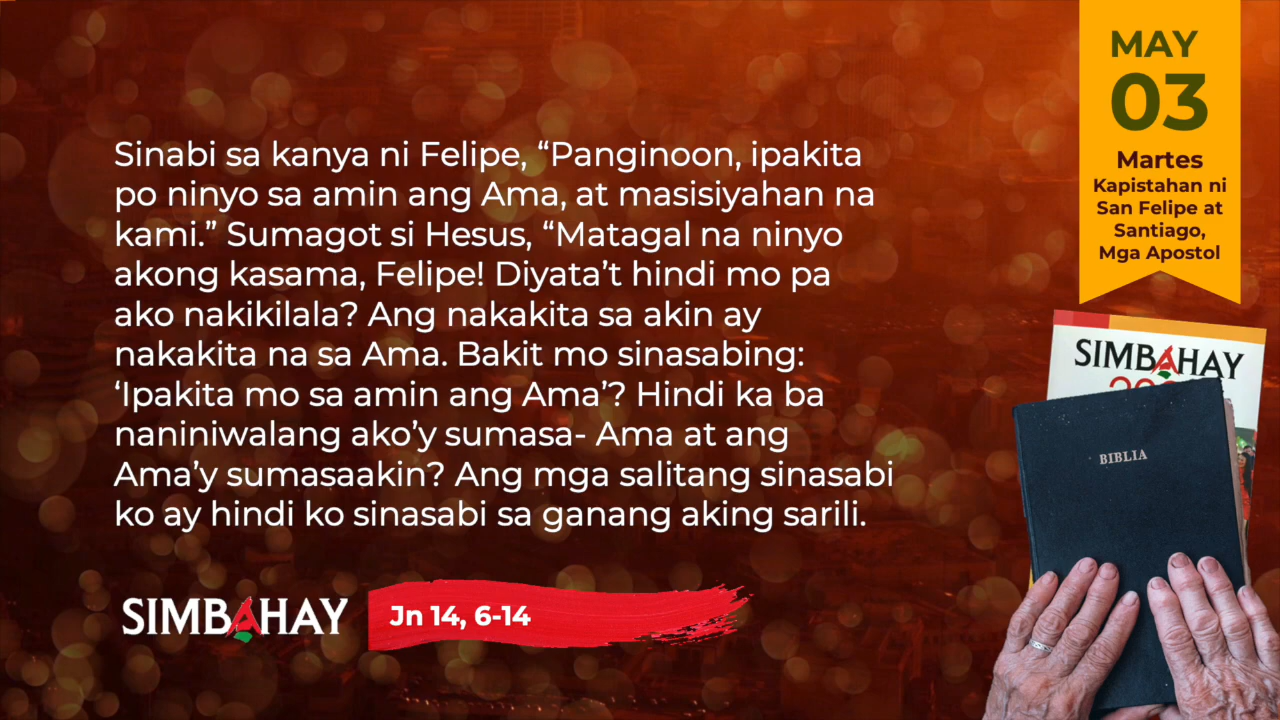 Sinabi sa kanya ni Felipe, “Panginoon, ipakita
po ninyo sa amin ang Ama, at masisiyahan na
kami.” Sumagot si Hesus, “Matagal na ninyo
akong kasama, Felipe! Diyata’t hindi mo pa
ako nakikilala? Ang nakakita sa akin ay
nakakita na sa Ama. Bakit mo sinasabing:
‘Ipakita mo sa amin ang Ama’? Hindi ka ba
naniniwalang ako’y sumasa- Ama at ang
Ama’y sumasaakin? Ang mga salitang sinasabi
ko ay hindi ko sinasabi sa ganang aking sarili.
SIMBAHAY
Jn 14, 6-14
MAY
03
Martes
Kapistahan ni
San Felipe at
Santiago,
Mga Apostol
SIMBAHAY
BIBLIA